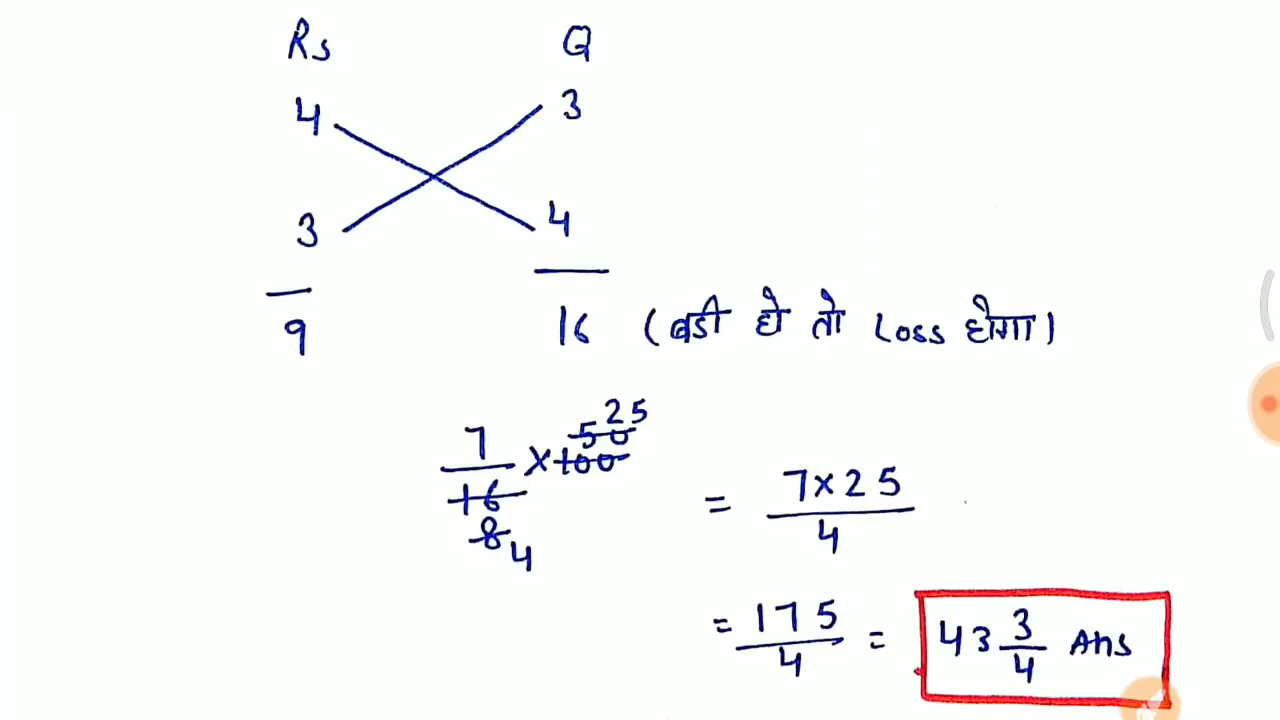 Rs Q
4 3
3 4
9 16 (बडी हो तो Loss होगा)
7/16 × 100 50 25
8 4
= 7×25/4
= 175/4 = 43 3/4 Ans